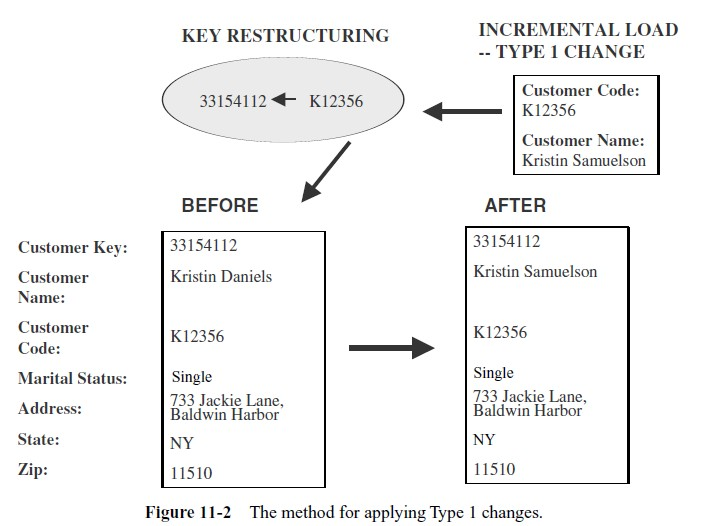 KEY RESTRUCTURING
INCREMENTAL LOAD
-- TYPE 1 CHANGE
33154112
K12356
Customer Code:
K12356
Customer Name:
Kristin Samuelson
BEFORE
AFTER
Customer Key:
33154112
33154112
Customer
Name:
Kristin Daniels
Kristin Samuelson
Customer
Code:
K12356
K12356
Marital Status:
Single
Single
Address:
733 Jackie Lane,
Baldwin Harbor
733 Jackie Lane,
Baldwin Harbor
State:
NY
NY
Zip:
11510
11510
Figure 11-2 The method for applying Type 1 changes.